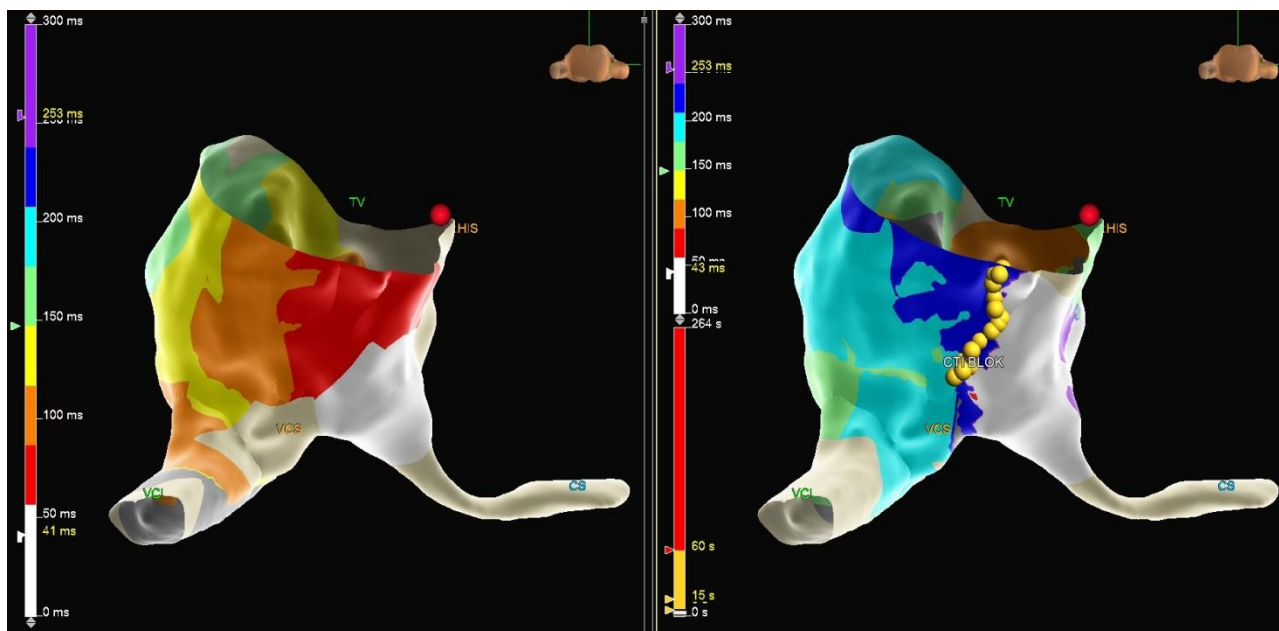 300 ms
253 ms
200 ms
150 ms
100 ms
50 ms
41 ms
0 ms
TV
HIS
VCS
VCI
CS
300 ms
253 ms
200 ms
150 ms
100 ms
43 ms
0 ms
264 s
60 s
15 s
0 s
TV
HIS
CTI BLOK
VCS
VCI
CS